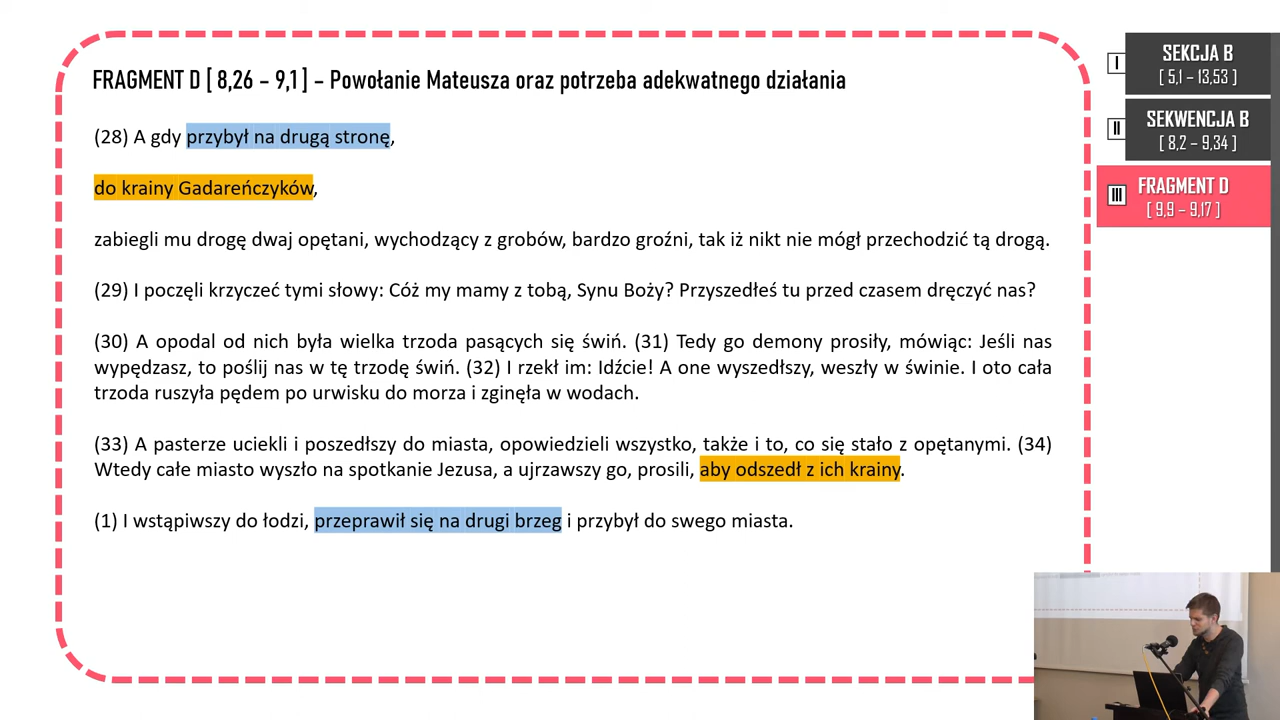 FRAGMENT D [ 8,26 – 9,1 ] – Powołanie Mateusza oraz potrzeba adekwatnego działania
(28) A gdy przybył na drugą stronę,
do krainy Gadareńczyków,
zabiegli mu drogę dwaj opętani, wychodzący z grobów, bardzo groźni, tak iż nikt nie mógł przechodzić tą drogą.
(29) I poczęli krzyczeć tymi słowy: Cóż my mamy z tobą, Synu Boży? Przyszedłeś tu przed czasem dręczyć nas?
(30) A opodal od nich była wielka trzoda pasących się świń. (31) Tedy go demony prosiły, mówiąc: Jeśli nas
wypędzasz, to poślij nas w tę trzodę świń. (32) I rzekł im: Idźcie! A one wyszedłszy, weszły w świnie. I oto cała
trzoda ruszyła pędem po urwisku do morza i zginęła w wodach.
(33) A pasterze uciekli i poszedłszy do miasta, opowiedzieli wszystko, także i to, co się stało z opętanymi. (34)
Wtedy całe miasto wyszło na spotkanie Jezusa, a ujrzawszy go, prosili, aby odszedł z ich krainy.
(1) I wstąpiwszy do łodzi, przeprawił się na drugi brzeg i przybył do swego miasta.
I
SEKCJA B
[ 5,1 – 13,53 ]
II
SEKWENCJA B
[ 8,2 – 9,34 ]
III
FRAGMENT D
[ 9,9 – 9,17 ]